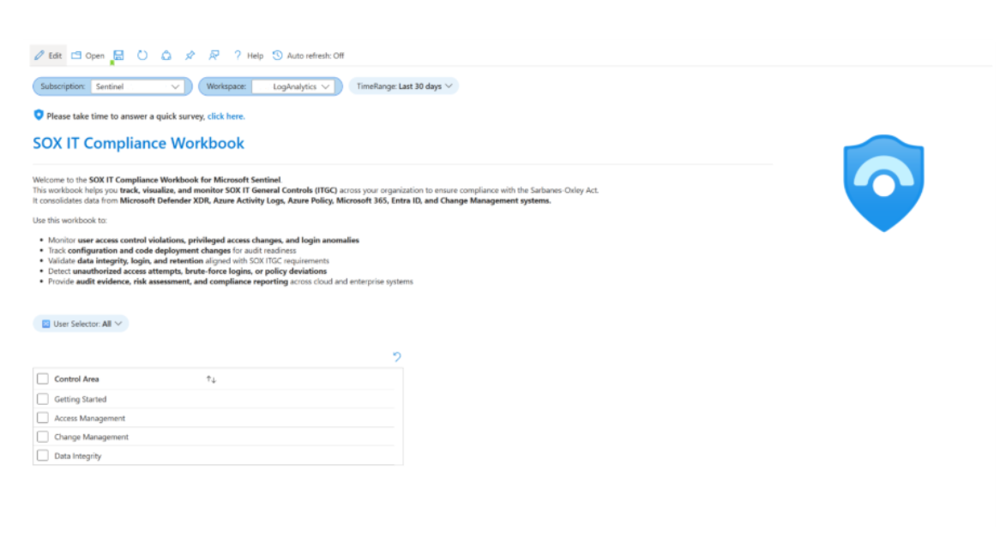 Edit Open Help Auto refresh: Off
Subscription: Sentinel Workspace: LogAnalytics TimeRange: Last 30 days
Please take time to answer a quick survey, click here.
SOX IT Compliance Workbook
Welcome to the SOX IT Compliance Workbook for Microsoft Sentinel.
This workbook helps you track, visualize, and monitor SOX IT General Controls (ITGC) across your organization to ensure compliance with the Sarbanes-Oxley Act.
It consolidates data from Microsoft Defender XDR, Azure Activity Logs, Azure Policy, Microsoft 365, Entra ID, and Change Management systems.
Use this workbook to:
• Monitor user access control violations, privileged access changes, and login anomalies
• Track configuration and code deployment changes for audit readiness
• Validate data integrity, login, and retention aligned with SOX ITGC requirements
• Detect unauthorized access attempts, brute-force logins, or policy deviations
• Provide audit evidence, risk assessment, and compliance reporting across cloud and enterprise systems
User Selector: All
Control Area
Getting Started
Access Management
Change Management
Data Integrity